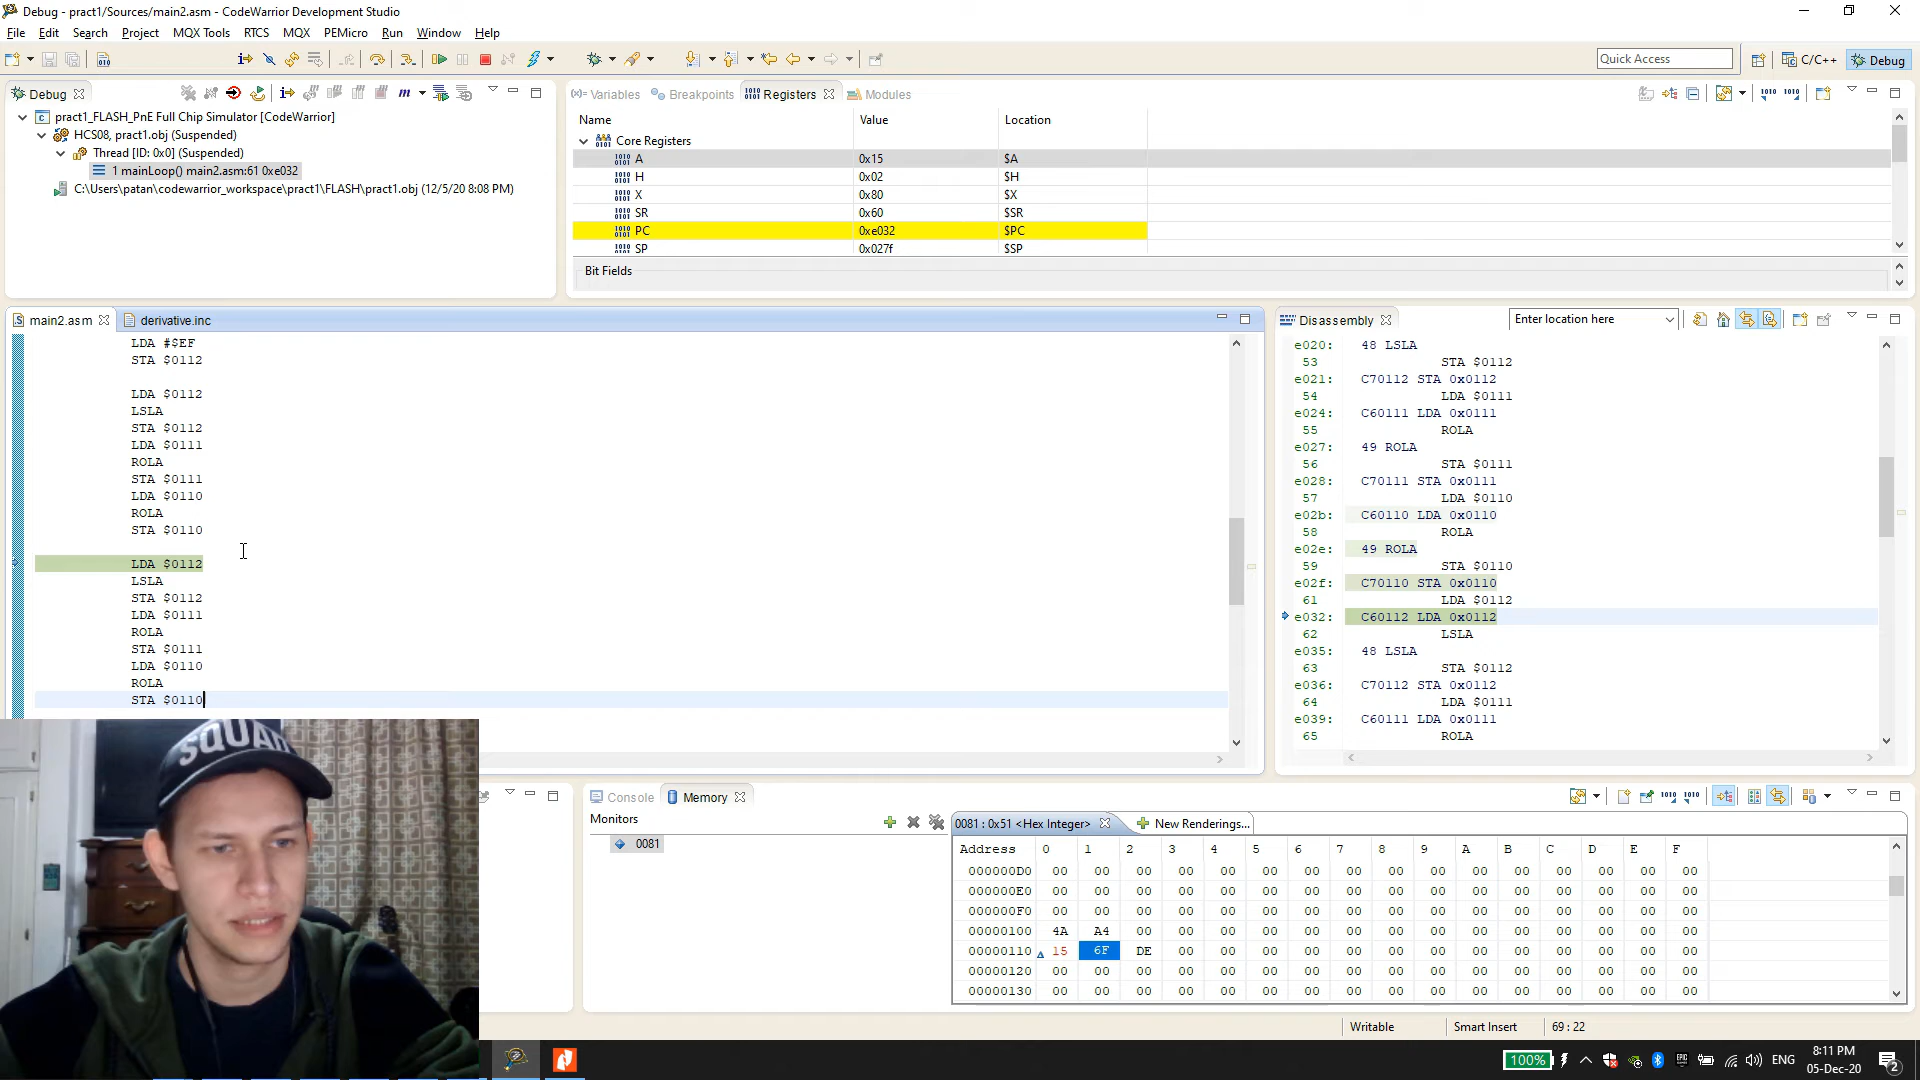 Debug - pract1/Sources/main2.asm - CodeWarrior Development Studio
File Edit Search Project MQX Tools RTCS MQX PEMicro Run Window Help
Quick Access
C/C++
Debug
Debug
pract1_FLASH_PnE Full Chip Simulator [CodeWarrior]
HCS08, pract1.obj (Suspended)
Thread [ID: 0x0] (Suspended)
1 mainLoop() main2.asm:61 0xe032
C:\Users\patan\codewarrior_workspace\pract1\FLASH\pract1.obj (12/5/20 8:08 PM)
(x)= Variables Breakpoints Registers Modules
Name Value Location
Core Registers
A 0x15 $A
H 0x02 $H
X 0x80 $X
SR 0x60 $SR
PC 0xe032 $PC
SP 0x027f $SP
Bit Fields
main2.asm derivative.inc
LDA #$EF
STA $0112
LDA $0112
LSLA
STA $0112
LDA $0111
ROLA
STA $0111
LDA $0110
ROLA
STA $0110
LDA $0112
LSLA
STA $0112
LDA $0111
ROLA
STA $0111
LDA $0110
ROLA
STA $0110
Disassembly
Enter location here
e020: 48 LSLA
53 STA $0112
e021: C70112 STA 0x0112
54 LDA $0111
e024: C60111 LDA 0x0111
55 ROLA
e027: 49 ROLA
56 STA $0111
e028: C70111 STA 0x0111
57 LDA $0110
e02b: C60110 LDA 0x0110
58 ROLA
e02e: 49 ROLA
59 STA $0110
e02f: C70110 STA 0x0110
61 LDA $0112
e032: C60112 LDA 0x0112
62 LSLA
e035: 48 LSLA
63 STA $0112
e036: C70112 STA 0x0112
64 LDA $0111
e039: C60111 LDA 0x0111
65 ROLA
SQUAD
Console Memory
Monitors
0081
0081 : 0x51 <Hex Integer> New Renderings...
Address 0 1 2 3 4 5 6 7 8 9 A B C D E F
000000D0 00 00 00 00 00 00 00 00 00 00 00 00 00 00 00 00
000000E0 00 00 00 00 00 00 00 00 00 00 00 00 00 00 00 00
000000F0 00 00 00 00 00 00 00 00 00 00 00 00 00 00 00 00
00000100 4A A4 00 00 00 00 00 00 00 00 00 00 00 00 00 00
00000110 15 6F DE 00 00 00 00 00 00 00 00 00 00 00 00 00
00000120 00 00 00 00 00 00 00 00 00 00 00 00 00 00 00 00
00000130 00 00 00 00 00 00 00 00 00 00 00 00 00 00 00 00
Writable Smart Insert 69 : 22
100% ENG 8:11 PM
05-Dec-20
2